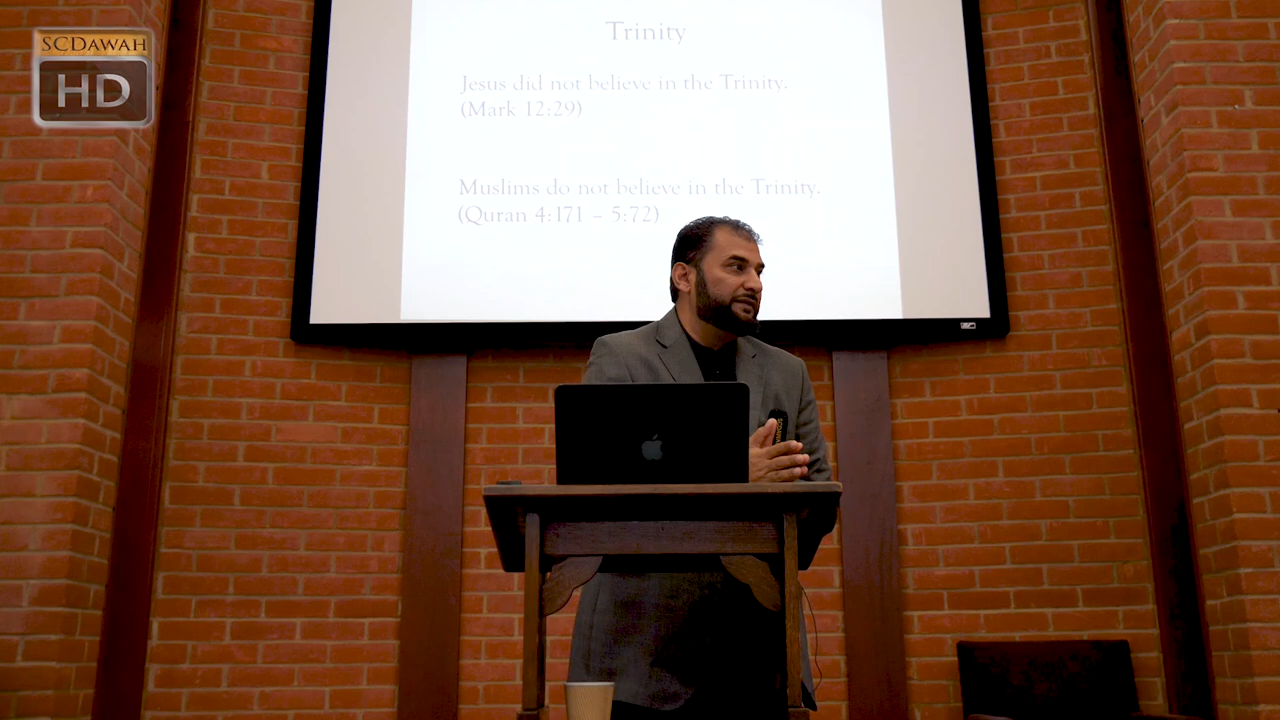 SCDAWAH
HD
Trinity
Jesus did not believe in the Trinity.
(Mark 12:29)
Muslims do not believe in the Trinity.
(Quran 4:171 – 5:72)